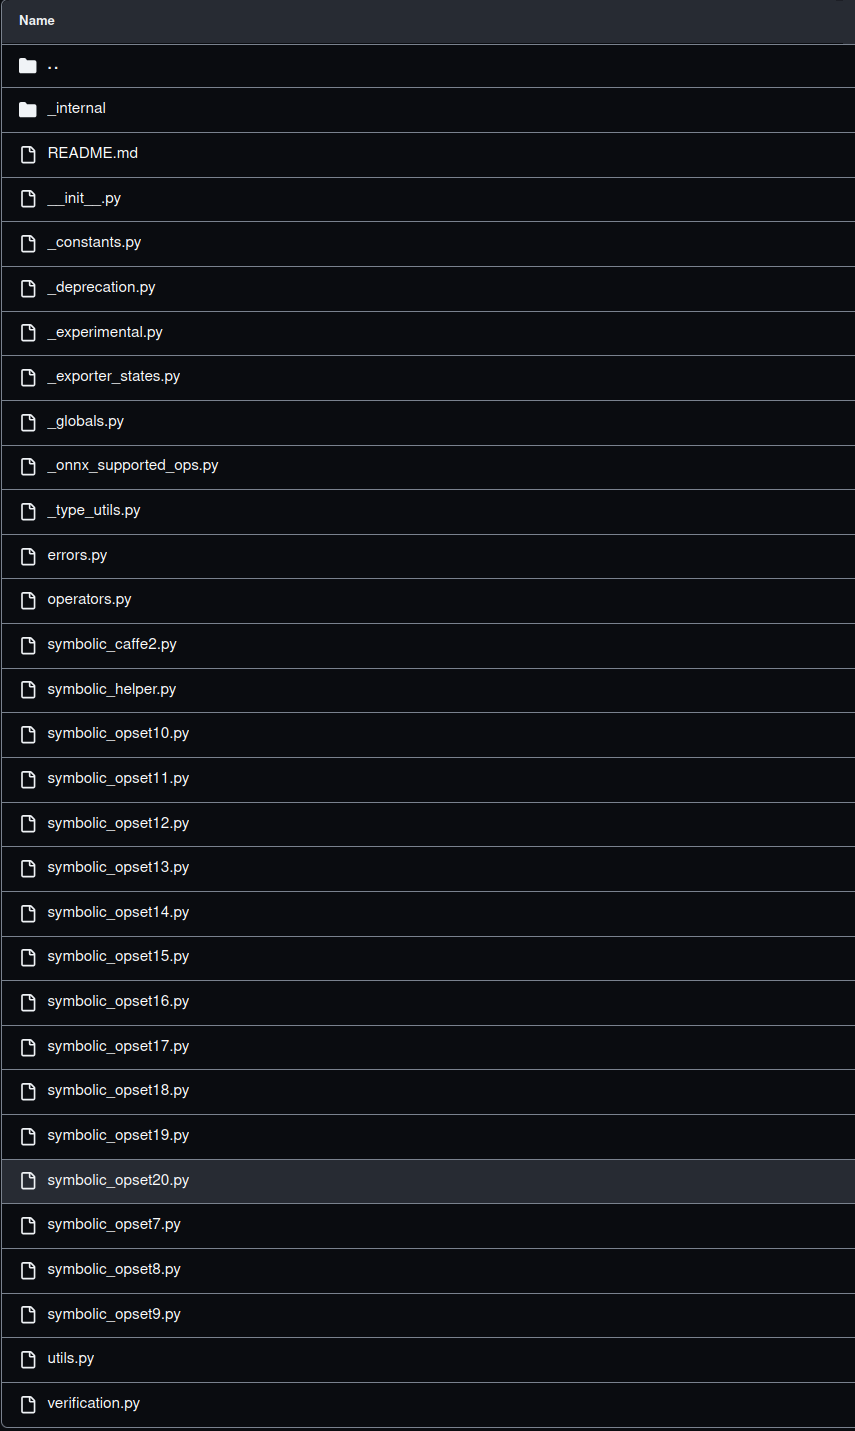 Name
..
_internal
README.md
__init__.py
_constants.py
_deprecation.py
_experimental.py
_exporter_states.py
_globals.py
_onnx_supported_ops.py
_type_utils.py
errors.py
operators.py
symbolic_caffe2.py
symbolic_helper.py
symbolic_opset10.py
symbolic_opset11.py
symbolic_opset12.py
symbolic_opset13.py
symbolic_opset14.py
symbolic_opset15.py
symbolic_opset16.py
symbolic_opset17.py
symbolic_opset18.py
symbolic_opset19.py
symbolic_opset20.py
symbolic_opset7.py
symbolic_opset8.py
symbolic_opset9.py
utils.py
verification.py